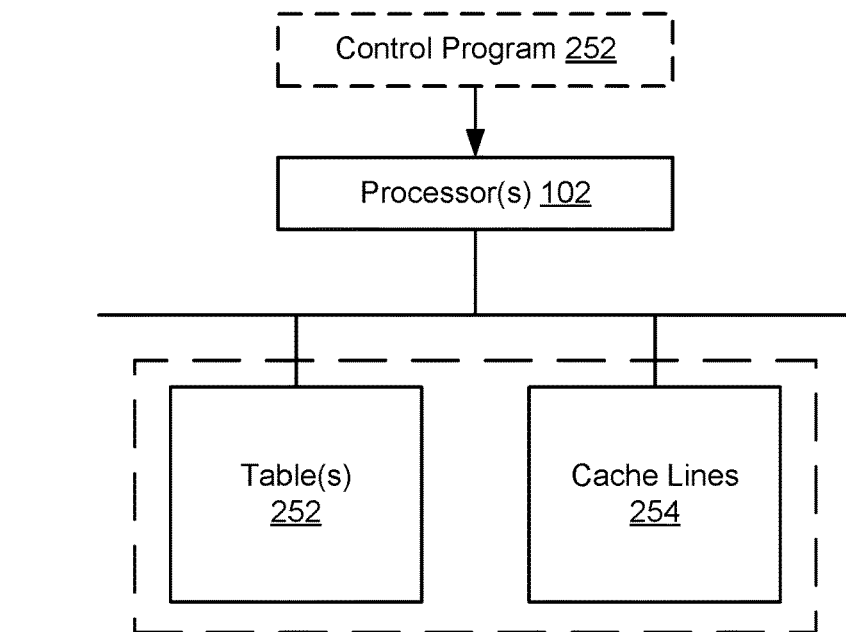 Control Program 252
Processor(s) 102
Table(s)
252
Cache Lines
254